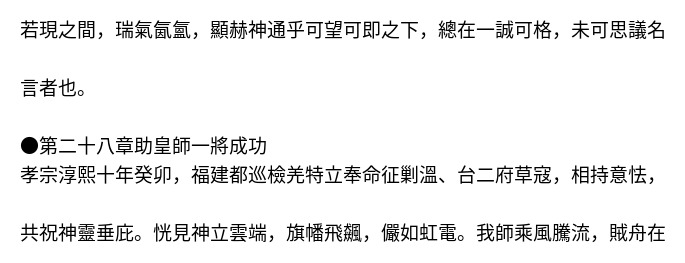 若現之間，瑞氣氤氳，顯赫神通乎可望可即之下，總在一誠可格，未可思議名
言者也。
●第二十八章助皇師一將成功
孝宗淳熙十年癸卯，福建都巡檢羌特立奉命征剿溫、台二府草寇，相持意怯，
共祝神靈垂庇。恍見神立雲端，旗幡飛飄，儼如虹電。我師乘風騰流，賊舟在